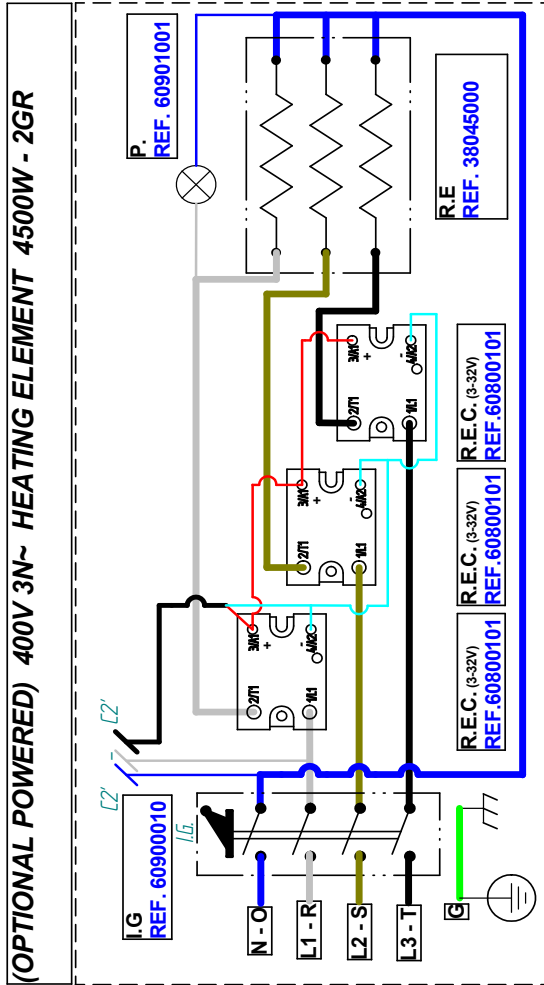 (OPTIONAL POWERED) 400V 3N~ HEATING ELEMENT 4500W - 2GR
I.G
REF. 60900010
P.
REF. 60901001
C2'
C2'
I.G.
N - O
L1 - R
L2 - S
L3 - T
G
2/T1
3/A1
+
1/L1
4/A2
-
2/T1
3/A1
+
1/L1
4/A2
-
2/T1
3/A1
+
1/L1
4/A2
-
R.E.C. (3-32V)
REF.60800101
R.E.C. (3-32V)
REF.60800101
R.E.C. (3-32V)
REF.60800101
R.E
REF. 38045000